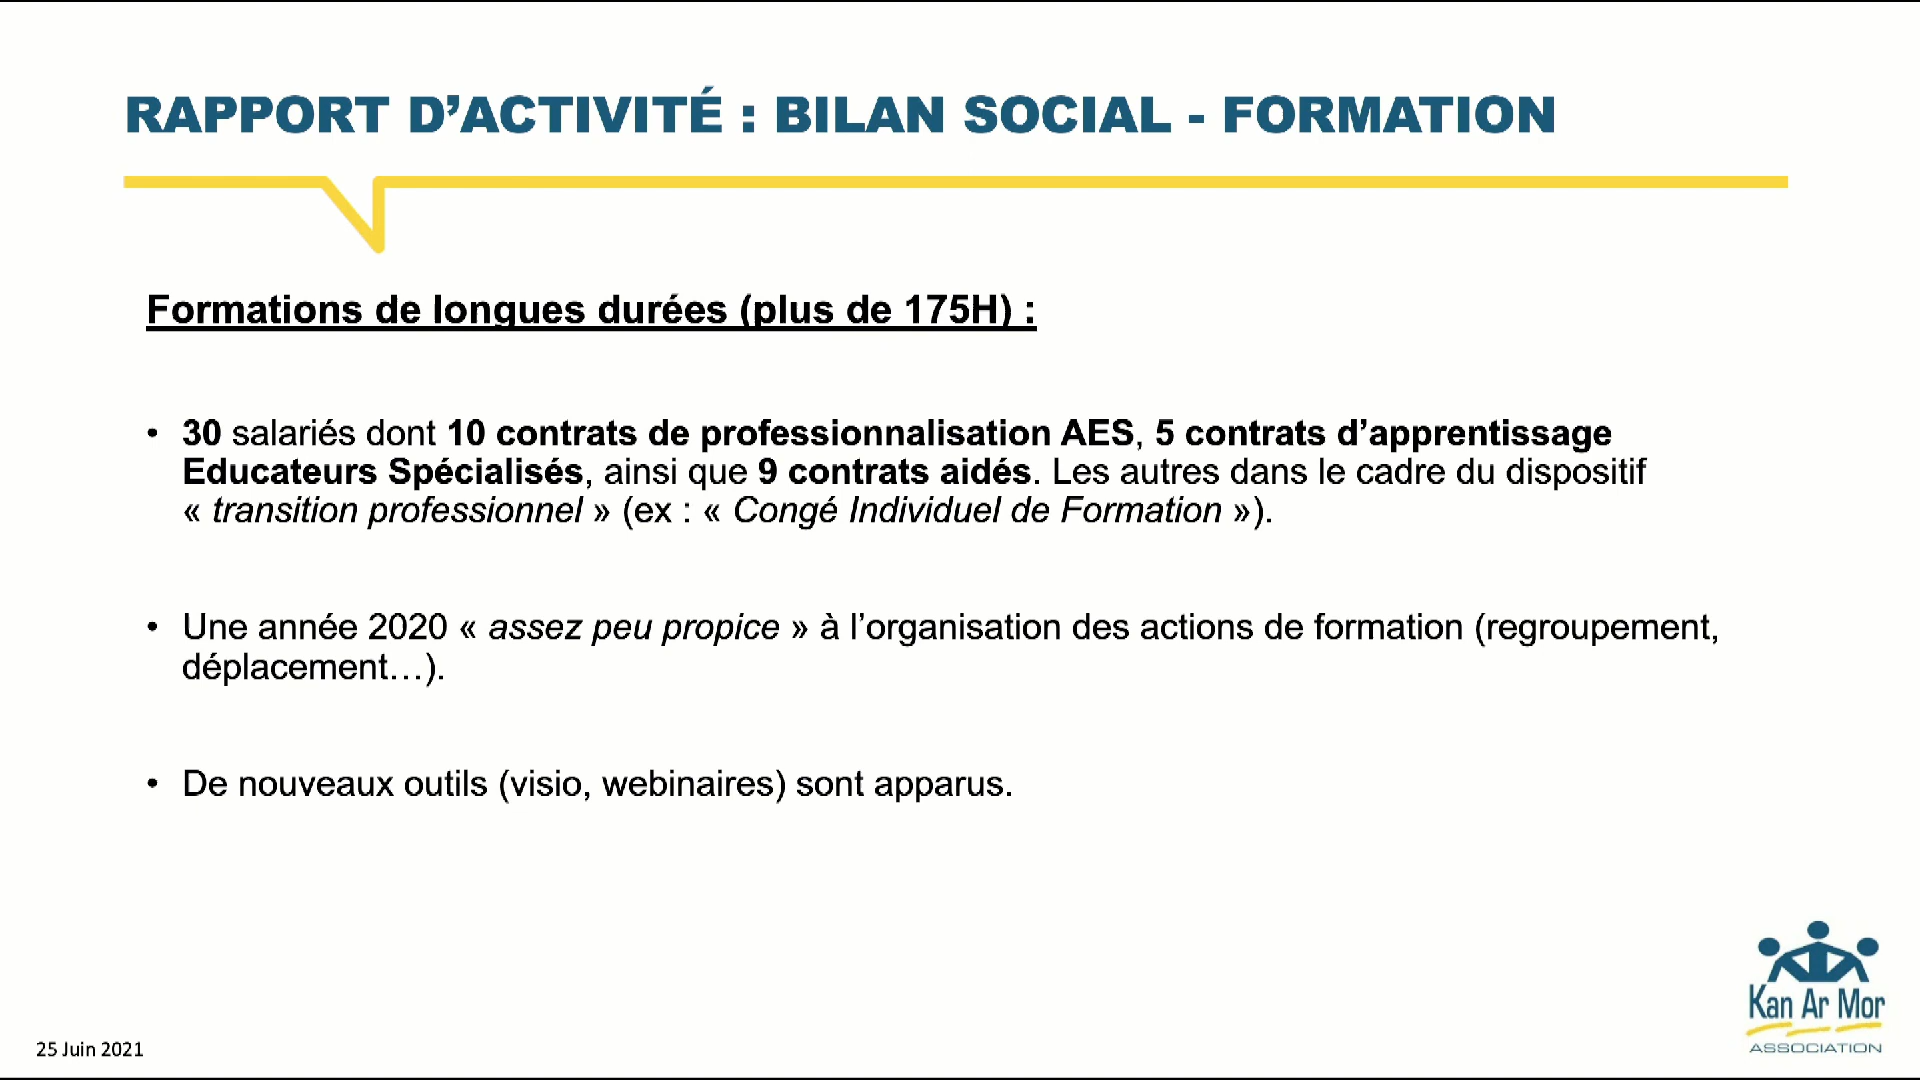 RAPPORT D’ACTIVITÉ : BILAN SOCIAL - FORMATION
Formations de longues durées (plus de 175H) :
• 30 salariés dont 10 contrats de professionnalisation AES, 5 contrats d’apprentissage
Educateurs Spécialisés, ainsi que 9 contrats aidés. Les autres dans le cadre du dispositif
« transition professionnel » (ex : « Congé Individuel de Formation »).
• Une année 2020 « assez peu propice » à l’organisation des actions de formation (regroupement,
déplacement…).
• De nouveaux outils (visio, webinaires) sont apparus.
Kan Ar Mor
ASSOCIATION
25 Juin 2021